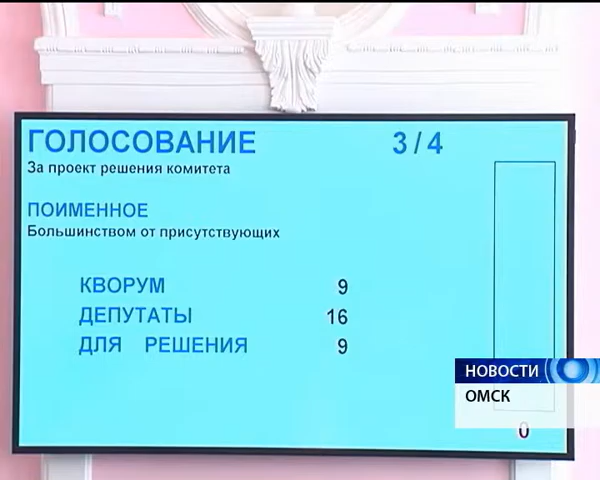 ГОЛОСОВАНИЕ 3 / 4
За проект решения комитета
ПОИМЕННОЕ
Большинством от присутствующих
КВОРУМ 9
ДЕПУТАТЫ 16
ДЛЯ РЕШЕНИЯ 9
НОВОСТИ
ОМСК
0